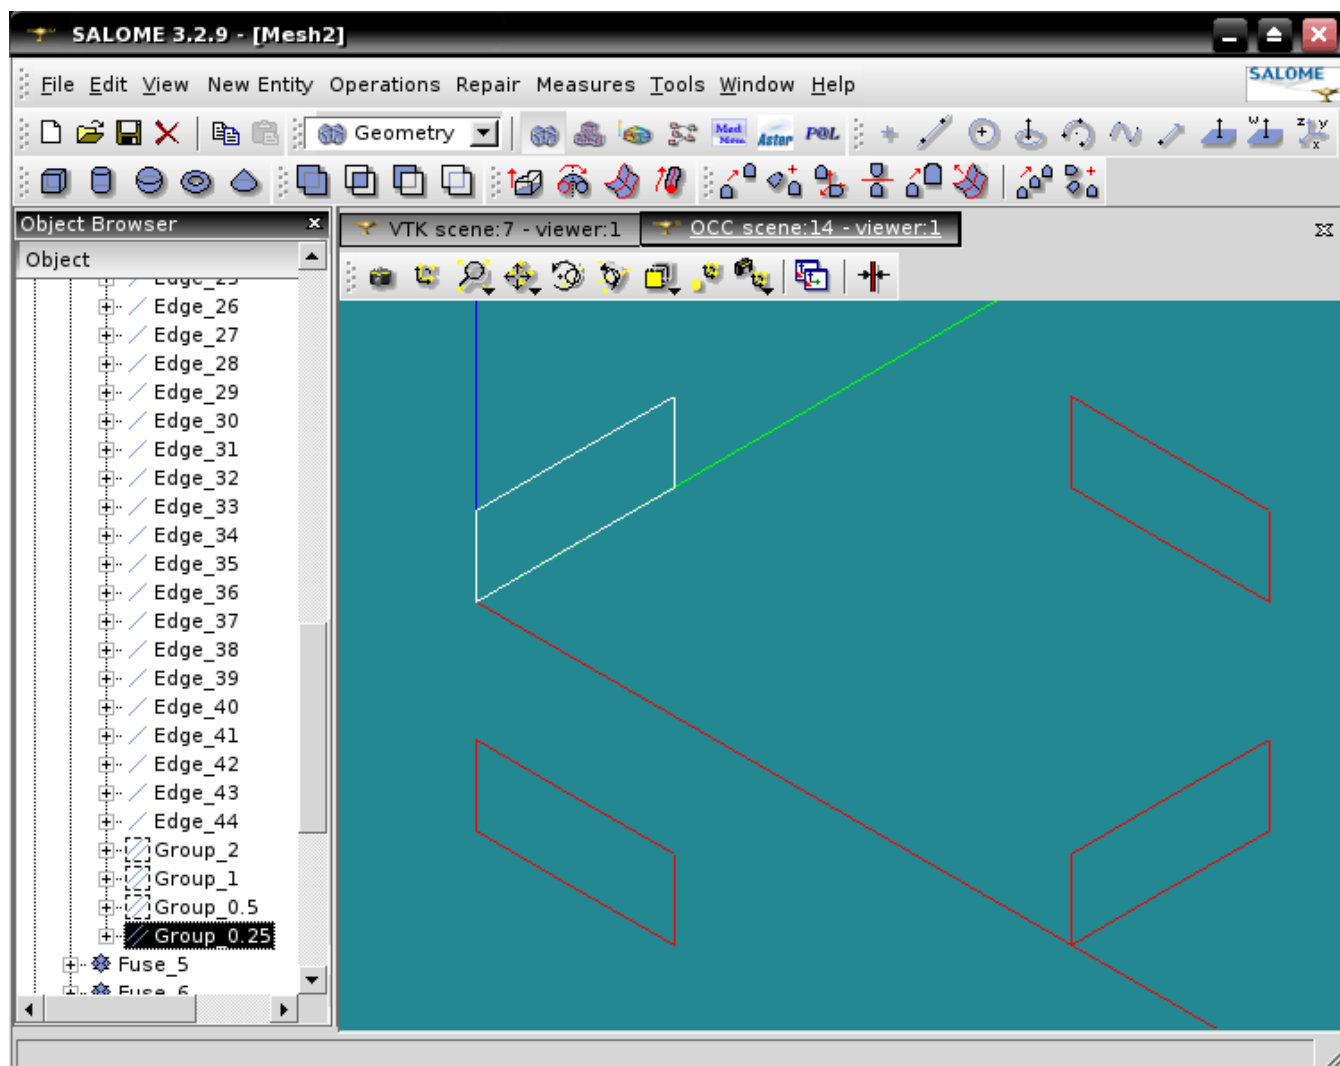 SALOME 3.2.9 - [Mesh2]
File Edit View New Entity Operations Repair Measures Tools Window Help
SALOME
Geometry
Med Mem
Aster
POL
w
z y x
Object Browser
VTK scene:7 - viewer:1
OCC scene:14 - viewer:1
Object
Edge_25
Edge_26
Edge_27
Edge_28
Edge_29
Edge_30
Edge_31
Edge_32
Edge_33
Edge_34
Edge_35
Edge_36
Edge_37
Edge_38
Edge_39
Edge_40
Edge_41
Edge_42
Edge_43
Edge_44
Group_2
Group_1
Group_0.5
Group_0.25
Fuse_5
Fuse_6